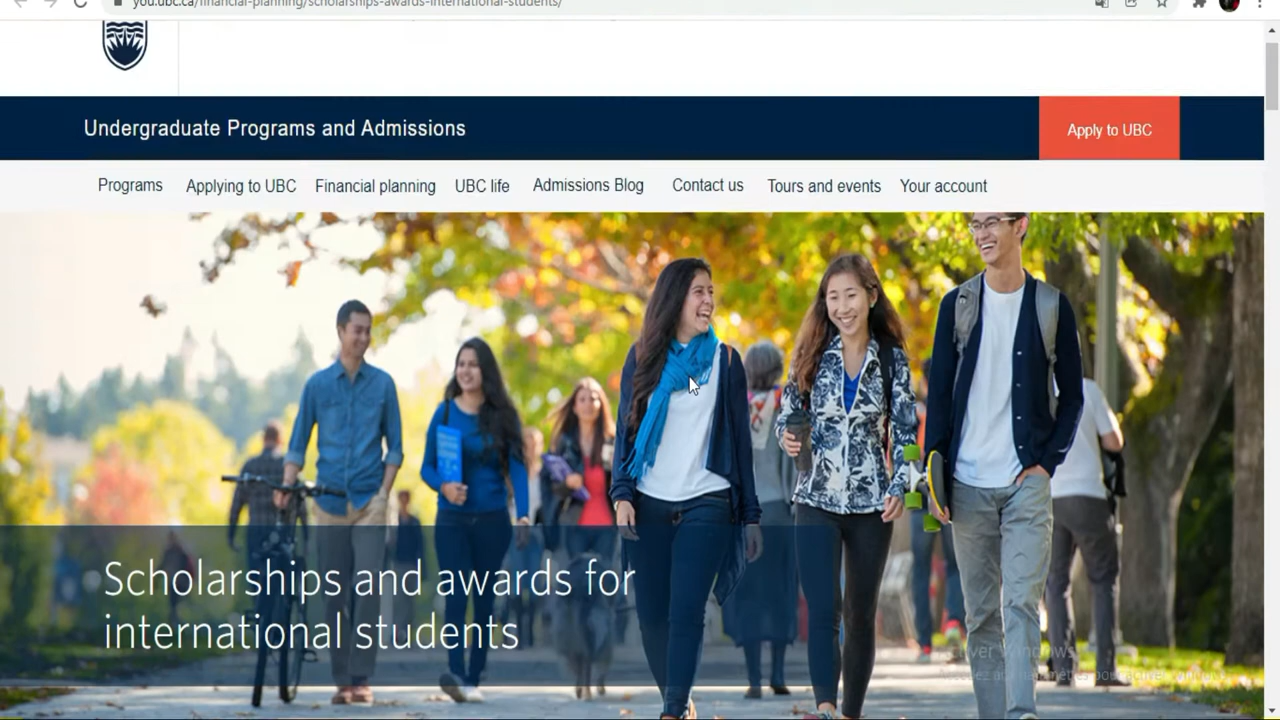 you.ubc.ca/financial-planning/scholarships-awards-international-students/
Undergraduate Programs and Admissions
Apply to UBC
Programs
Applying to UBC
Financial planning
UBC life
Admissions Blog
Contact us
Tours and events
Your account
Scholarships and awards for
international students
Activer Windows